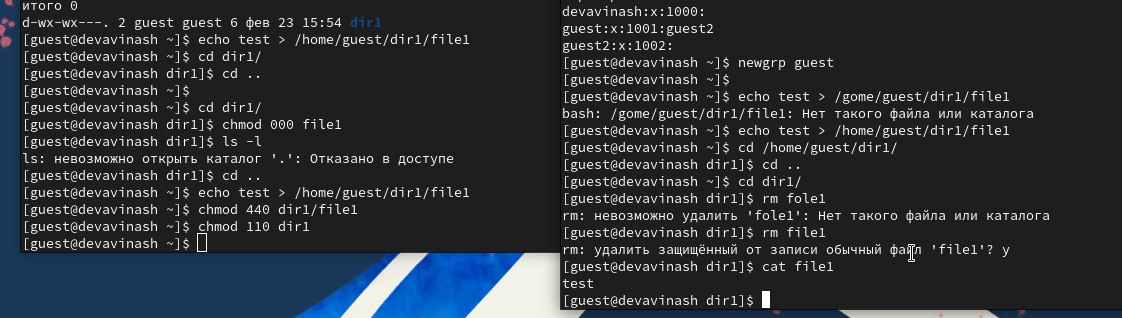 итого 0
d-wx-wx---. 2 guest guest 6 фев 23 15:54 dir1
[guest@devavinash ~]$ echo test > /home/guest/dir1/file1
[guest@devavinash ~]$ cd dir1/
[guest@devavinash dir1]$ cd ..
[guest@devavinash ~]$
[guest@devavinash ~]$ cd dir1/
[guest@devavinash dir1]$ chmod 000 file1
[guest@devavinash dir1]$ ls -l
ls: невозможно открыть каталог '.': Отказано в доступе
[guest@devavinash dir1]$ cd ..
[guest@devavinash ~]$ echo test > /home/guest/dir1/file1
[guest@devavinash ~]$ chmod 440 dir1/file1
[guest@devavinash ~]$ chmod 110 dir1
[guest@devavinash ~]$
devavinash:x:1000:
guest:x:1001:guest2
guest2:x:1002:
[guest@devavinash ~]$ newgrp guest
[guest@devavinash ~]$
[guest@devavinash ~]$ echo test > /gome/guest/dir1/file1
bash: /gome/guest/dir1/file1: Нет такого файла или каталога
[guest@devavinash ~]$ echo test > /home/guest/dir1/file1
[guest@devavinash ~]$ cd /home/guest/dir1/
[guest@devavinash dir1]$ cd ..
[guest@devavinash ~]$ cd dir1/
[guest@devavinash dir1]$ rm fole1
rm: невозможно удалить 'fole1': Нет такого файла или каталога
[guest@devavinash dir1]$ rm file1
rm: удалить защищённый от записи обычный файл 'file1'? y
[guest@devavinash dir1]$ cat file1
test
[guest@devavinash dir1]$